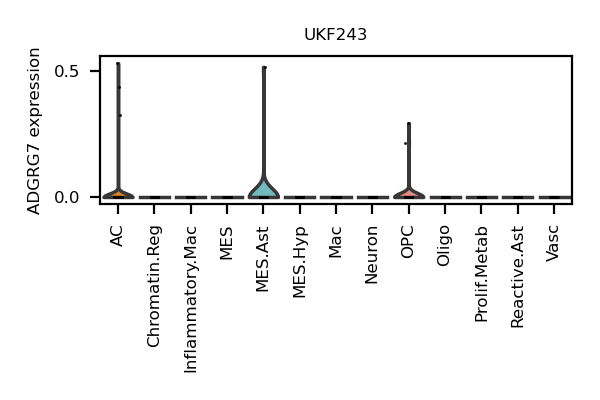 UKF243
ADGRG7 expression
0.5
0.0
AC
Chromatin.Reg
Inflammatory.Mac
MES
MES.Ast
MES.Hyp
Mac
Neuron
OPC
Oligo
Prolif.Metab
Reactive.Ast
Vasc